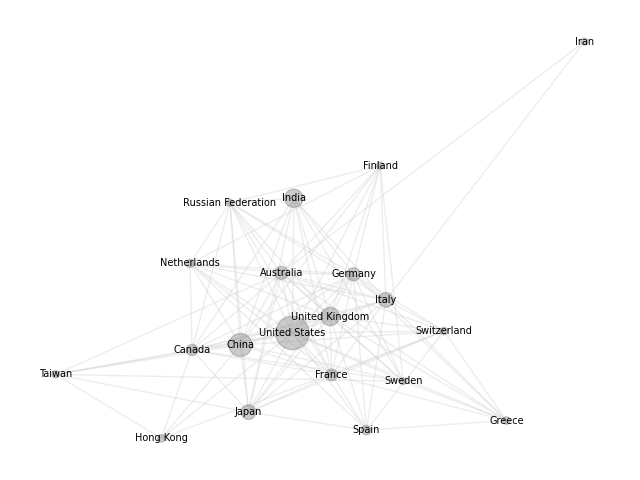 Iran
Finland
India
Russian Federation
Netherlands
Australia
Germany
Italy
United Kingdom
United States
Switzerland
China
Canada
Taiwan
France
Sweden
Japan
Greece
Spain
Hong Kong